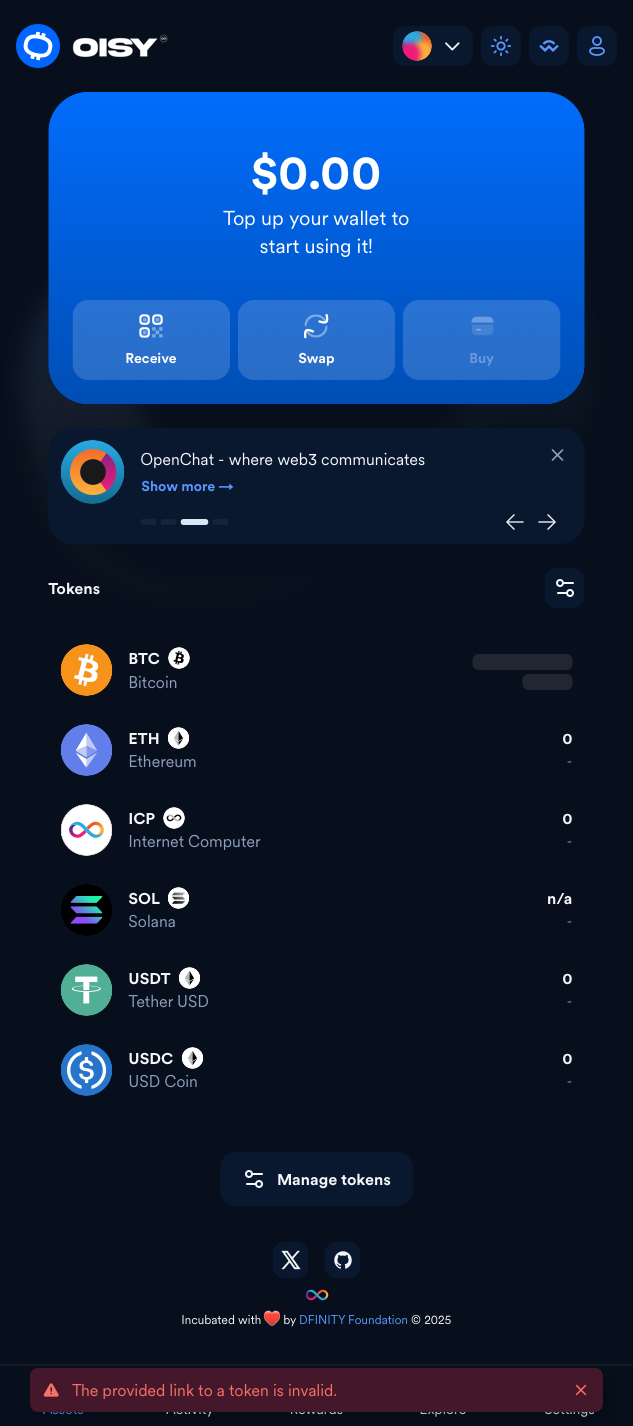 OISY
$0.00
Top up your wallet to
start using it!
Receive
Swap
Buy
OpenChat - where web3 communicates
Show more →
Tokens
BTC
Bitcoin
ETH
0
Ethereum
-
ICP
0
Internet Computer
-
SOL
n/a
Solana
-
USDT
0
Tether USD
-
USDC
0
USD Coin
-
Manage tokens
Incubated with ❤️ by DFINITY Foundation © 2025
The provided link to a token is invalid.
Assets Activity Rewards Explore Settings